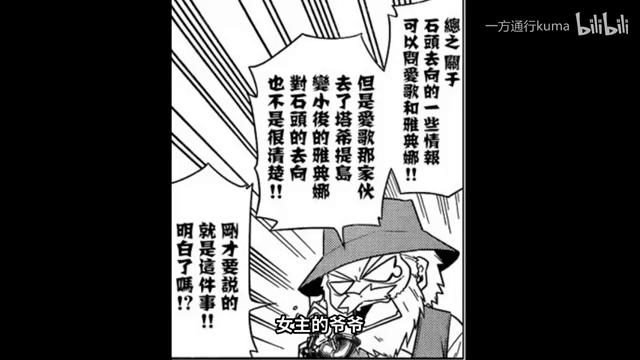 一方通行kuma bilibili
總之 關于
石頭去向的一些情報
可以問愛歌和雅典娜!!
但是愛歌那家伙
去了塔希提島
變小後的雅典娜
對石頭的去向
也不是很清楚!!
剛才要說的
就是這件事!!
明白了嗎!?
女主的爷爷